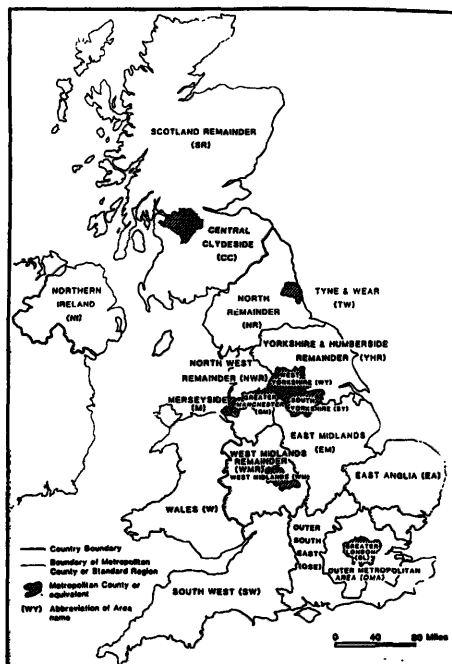 SCOTLAND REMAINDER
(SR)
CENTRAL
CLYDESIDE
(CC)
NORTHERN
IRELAND
(NI)
TYNE & WEAR
(TW)
NORTH
REMAINDER
(NR)
YORKSHIRE & HUMBERSIDE
REMAINDER (YHR)
NORTH WEST
REMAINDER (NWR)
WEST
YORKSHIRE (WY)
MERSEYSIDE
(M)
GREATER
MANCHESTER
(GM)
SOUTH
YORKSHIRE (SY)
EAST MIDLANDS
(EM)
WEST MIDLANDS
REMAINDER
(WMR)
WEST MIDLANDS (WM)
EAST ANGLIA (EA)
WALES (W)
OUTER
SOUTH
EAST
(OSE)
GREATER
LONDON
(GL)
OUTER METROPOLITAN
AREA (OMA)
SOUTH WEST (SW)
Country Boundary
Boundary of Metropolitan
County or Standard Region
Metropolitan County or
equivalent
(WY) Abbreviation of Area
name
0 40 80 Miles